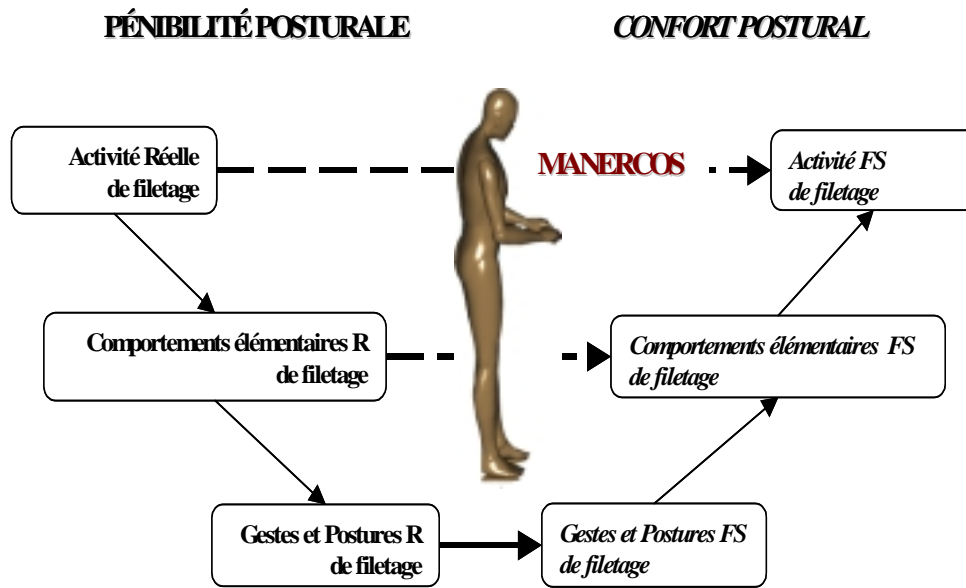 PÉNIBILITÉ POSTURALE
CONFORT POSTURAL
Activité Réelle
de filetage
MANERCOS
Activité FS
de filetage
Comportements élémentaires R
de filetage
Comportements élémentaires FS
de filetage
Gestes et Postures R
de filetage
Gestes et Postures FS
de filetage